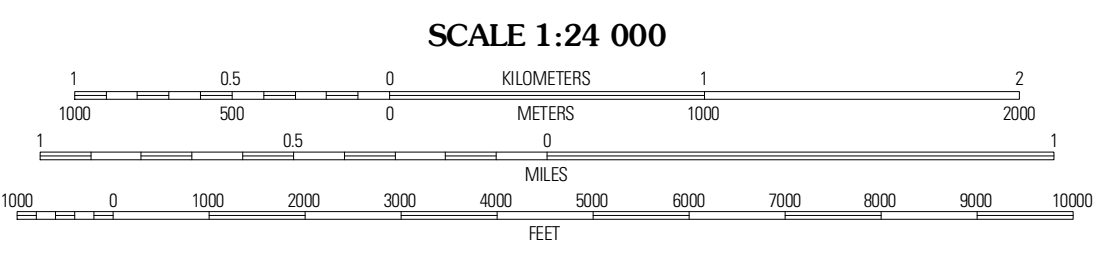 SCALE 1:24 000
1 0.5 0 KILOMETERS 1 2
1000 500 0 METERS 1000 2000
1 0.5 0 1
MILES
1000 0 1000 2000 3000 4000 5000 6000 7000 8000 9000 10000
FEET